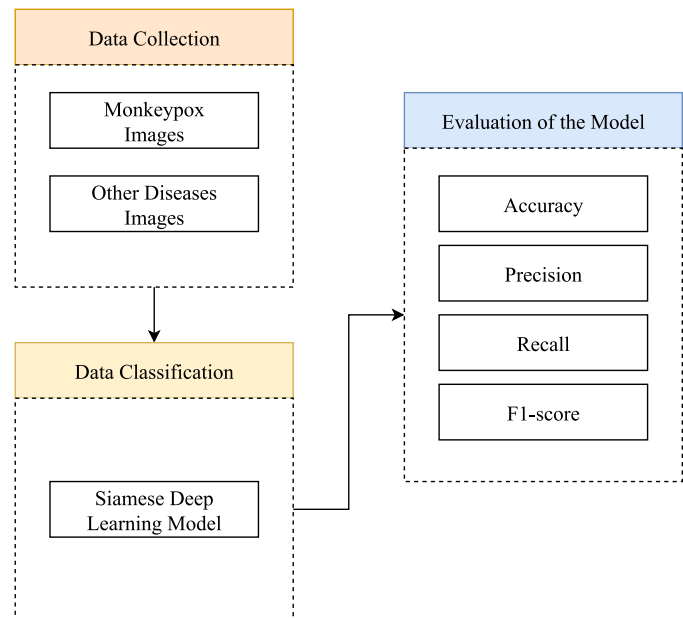 Data Collection
Monkeypox
Images
Other Diseases
Images
Data Classification
Siamese Deep
Learning Model
Evaluation of the Model
Accuracy
Precision
Recall
F1-score